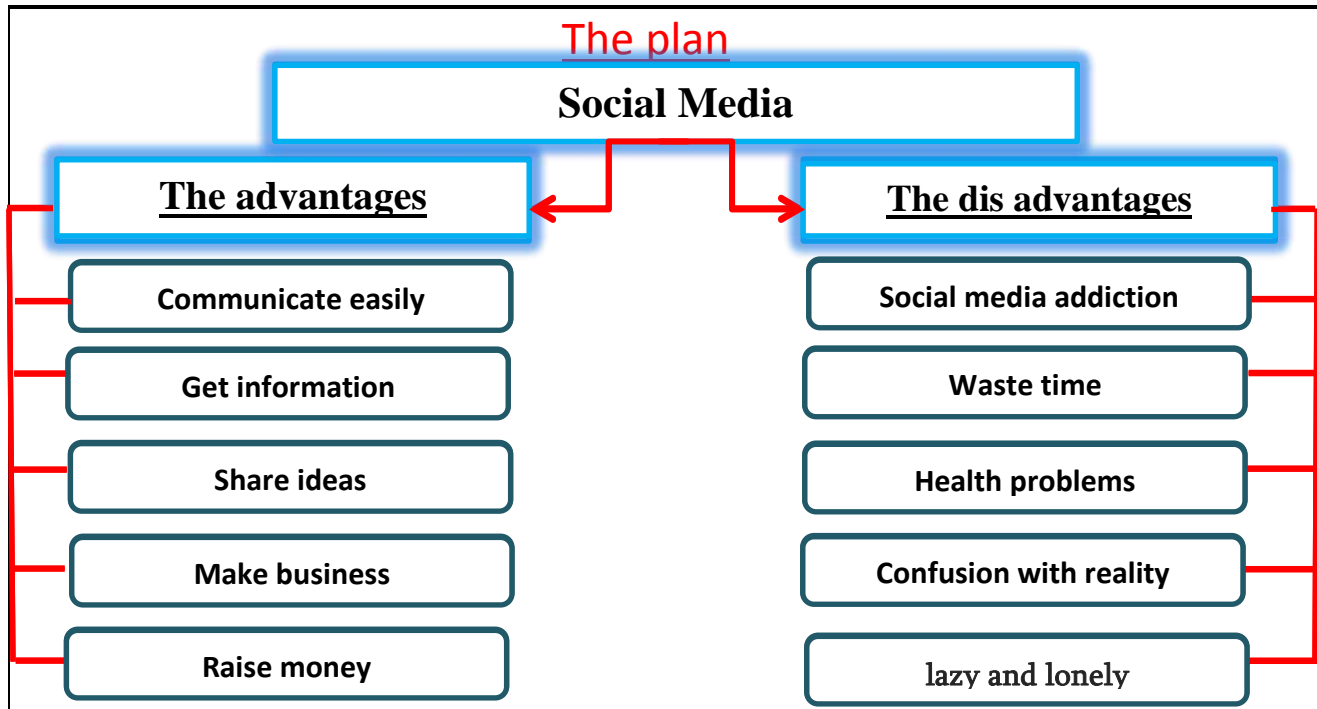 The plan
Social Media
The advantages
Communicate easily
Get information
Share ideas
Make business
Raise money
The dis advantages
Social media addiction
Waste time
Health problems
Confusion with reality
lazy and lonely